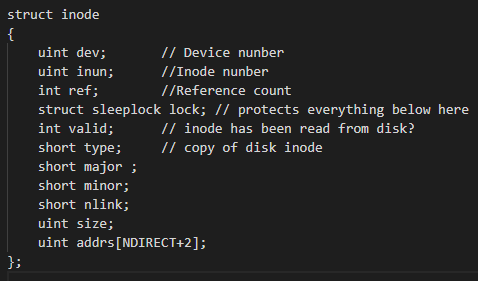 struct inode
{
    uint dev;       // Device nunber
    uint inun;      //Inode nunber
    int ref;        //Reference count
    struct sleeplock lock; // protects everything below here
    int valid;      // inode has been read from disk?
    short type;     // copy of disk inode
    short major ;
    short minor;
    short nlink;
    uint size;
    uint addrs[NDIRECT+2];
};